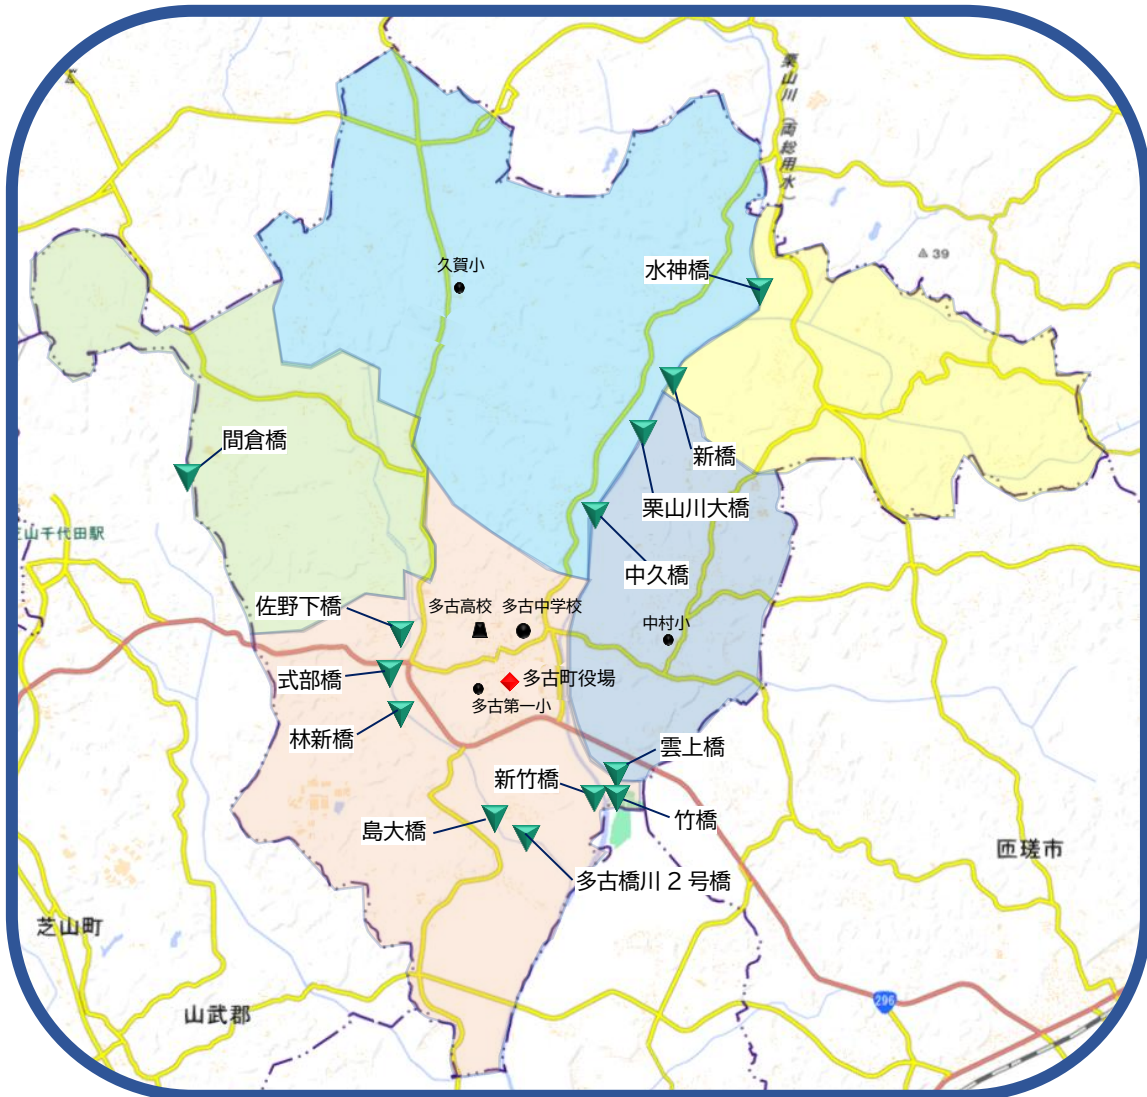 栗山川(両総用水)
39
久賀小
水神橋
間倉橋
新橋
栗山川大橋
芝山千代田駅
中久橋
佐野下橋
多古高校
多古中学校
中村小
式部橋
多古町役場
多古第一小
林新橋
雲上橋
新竹橋
竹橋
島大橋
匝瑳市
多古橋川2号橋
芝山町
296
山武郡